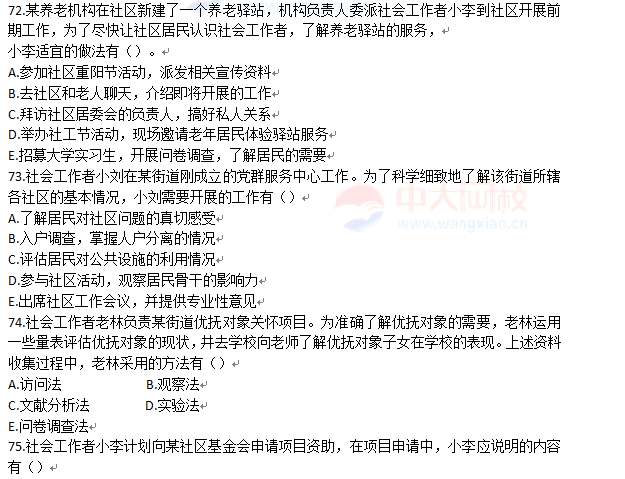 72.某养老机构在社区新建了一个养老驿站，机构负责人委派社会工作者小李到社区开展前
期工作，为了尽快让社区居民认识社会工作者，了解养老驿站的服务，
小李适宜的做法有（）。
A.参加社区重阳节活动，派发相关宣传资料
B.去社区和老人聊天，介绍即将开展的工作
C.拜访社区居委会的负责人，搞好私人关系
D.举办社工节活动，现场邀请老年居民体验驿站服务
E.招募大学实习生，开展问卷调查，了解居民的需要
73.社会工作者小刘在某街道刚成立的党群服务中心工作。为了科学细致地了解该街道所辖
各社区的基本情况，小刘需要开展的工作有（）
A.了解居民对社区问题的真切感受
B.入户调查，掌握人户分离的情况
C.评估居民对公共设施的利用情况
D.参与社区活动，观察居民骨干的影响力
E.出席社区工作会议，并提供专业性意见
74.社会工作者老林负责某街道优抚对象关怀项目。为准确了解优抚对象的需要，老林运用
一些量表评估优抚对象的现状，并去学校向老师了解优抚对象子女在学校的表现。上述资料
收集过程中，老林采用的方法有（）
A.访问法 B.观察法
C.文献分析法 D.实验法
E.问卷调查法
75.社会工作者小李计划向某社区基金会申请项目资助，在项目申请中，小李应说明的内容
有（）
中大网校
www.wangxiao.cn